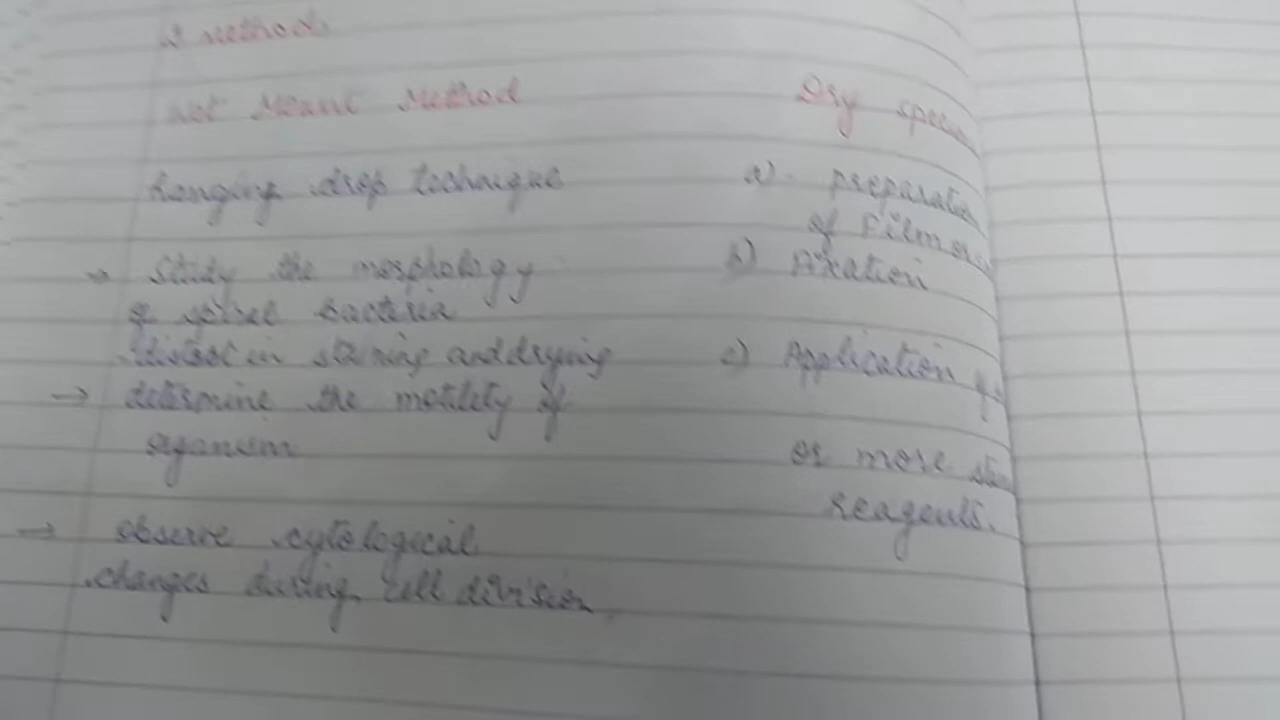 2 Methods
Wet Mount Method
Dry
hanging drop technique
a) preparation
of Film
→ Study the morphology
b) Fixation
of spiral bacteria
distort in staining and drying
c) Application
→ determine the motility of
organism
or more
reagents.
→ observe cytological
changes during cell division